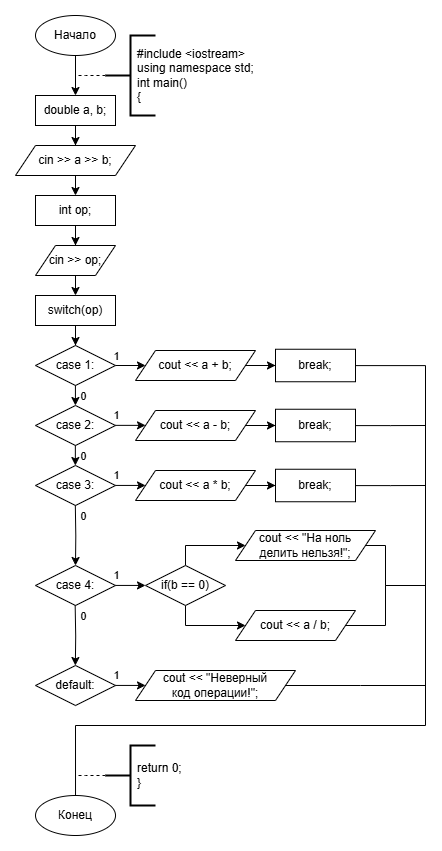 Начало
#include <iostream>
using namespace std;
int main()
{
double a, b;
cin >> a >> b;
int op;
cin >> op;
switch(op)
case 1:
1
cout << a + b;
break;
0
case 2:
1
cout << a - b;
break;
0
case 3:
1
cout << a * b;
break;
0
cout << "На ноль
делить нельзя!";
case 4:
1
if(b == 0)
0
cout << a / b;
default:
1
cout << "Неверный
код операции!";
return 0;
}
Конец